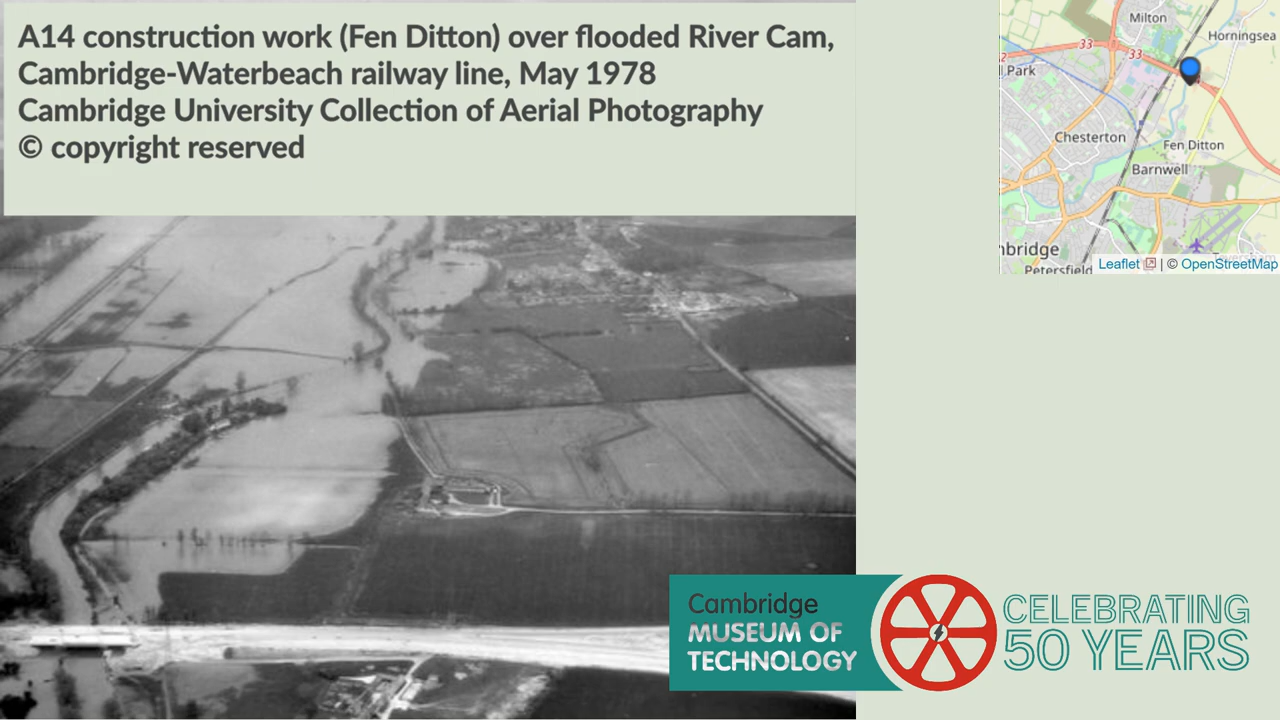 A14 construction work (Fen Ditton) over flooded River Cam,
Cambridge-Waterbeach railway line, May 1978
Cambridge University Collection of Aerial Photography
© copyright reserved
Milton
Horningsea
33
33
ll Park
Chesterton
Fen Ditton
Barnwell
nbridge
Petersfield
Leaflet | © OpenStreetMap
Cambridge
MUSEUM OF
TECHNOLOGY
CELEBRATING
50 YEARS